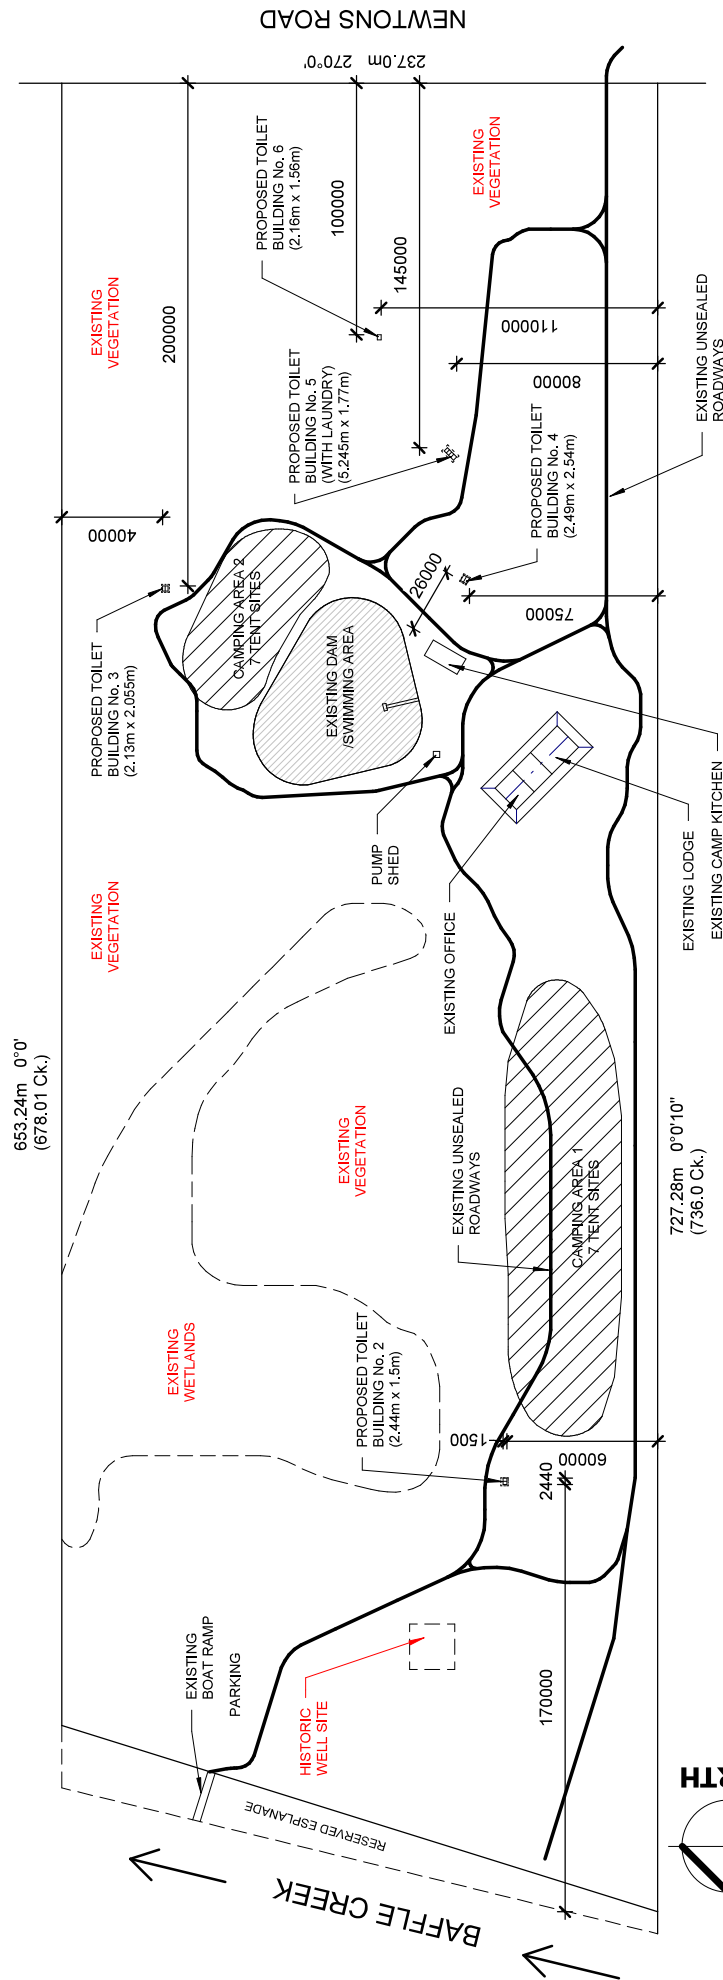 NEWTONS ROAD
237.0m 270°0'
EXISTING
VEGETATION
200000
PROPOSED TOILET
BUILDING No. 6
(2.16m x 1.56m)
100000
145000
EXISTING
VEGETATION
110000
80000
PROPOSED TOILET
BUILDING No. 5
(WITH LAUNDRY)
(5.245m x 1.77m)
PROPOSED TOILET
BUILDING No. 4
(2.49m x 2.54m)
EXISTING UNSEALED
ROADWAYS
40000
26000
75000
CAMPING AREA 2
7 TENT SITES
EXISTING DAM
/SWIMMING AREA
PROPOSED TOILET
BUILDING No. 3
(2.13m x 2.055m)
PUMP
SHED
EXISTING OFFICE
EXISTING LODGE
EXISTING CAMP KITCHEN
EXISTING
VEGETATION
653.24m 0°0'
(678.01 Ck.)
EXISTING
VEGETATION
EXISTING UNSEALED
ROADWAYS
CAMPING AREA 1
7 TENT SITES
727.28m 0°0'10"
(736.0 Ck.)
EXISTING
WETLANDS
PROPOSED TOILET
BUILDING No. 2
(2.44m x 1.5m)
1500
60000
2440
170000
EXISTING
BOAT RAMP
PARKING
HISTORIC
WELL SITE
RESERVED ESPLANADE
BAFFLE CREEK